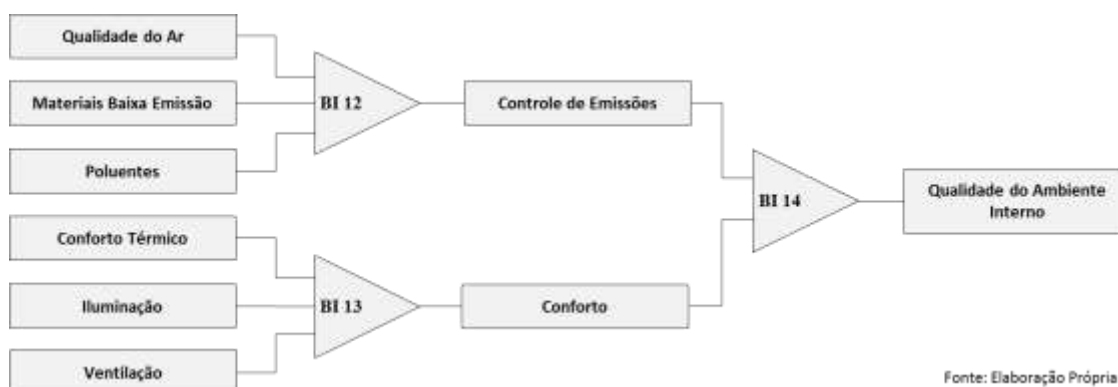 Qualidade do Ar
Materiais Baixa Emissão
BI 12
Controle de Emissões
Poluentes
BI 14
Qualidade do Ambiente
Interno
Conforto Térmico
Iluminação
BI 13
Conforto
Ventilação
Fonte: Elaboração Própria